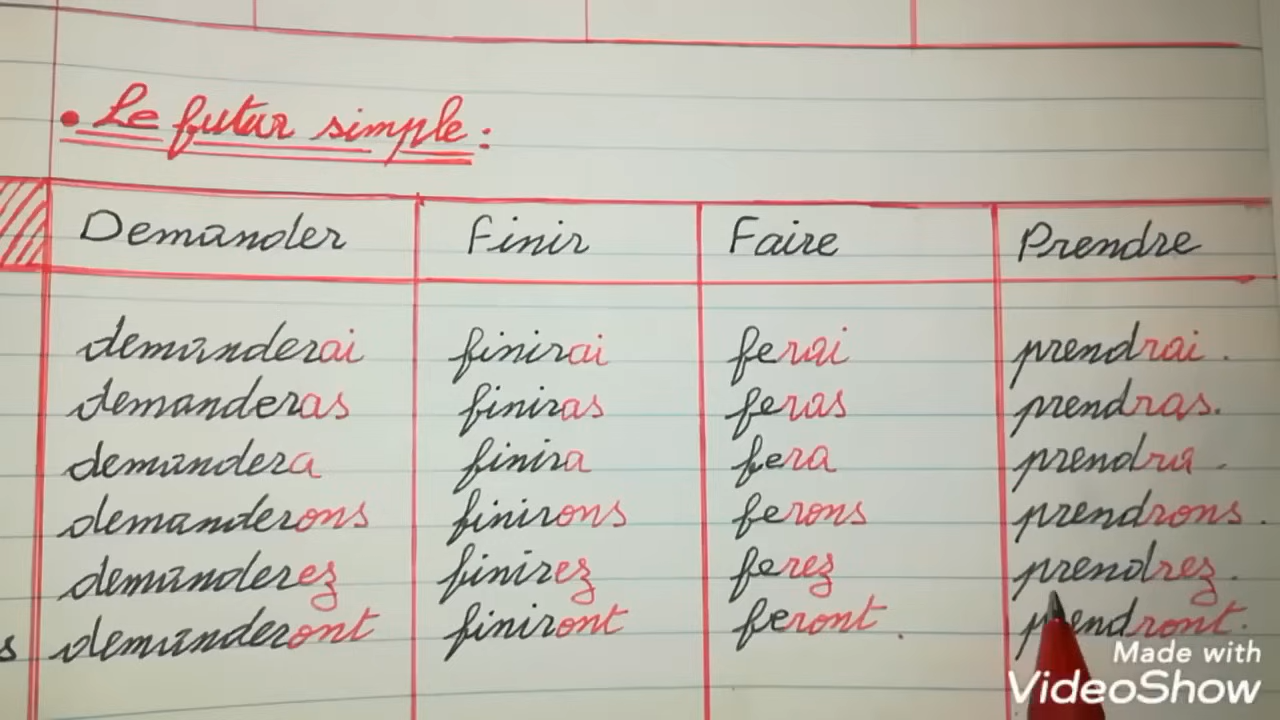 • Le futur simple :
Demander Finir Faire Prendre
demanderai finirai ferai prendrai .
demanderas finiras feras prendras.
demandera finira fera prendra .
demanderons finirons ferons prendrons .
demanderez finirez ferez prendrez .
s demanderont finiront feront . prendront .
Made with
VideoShow